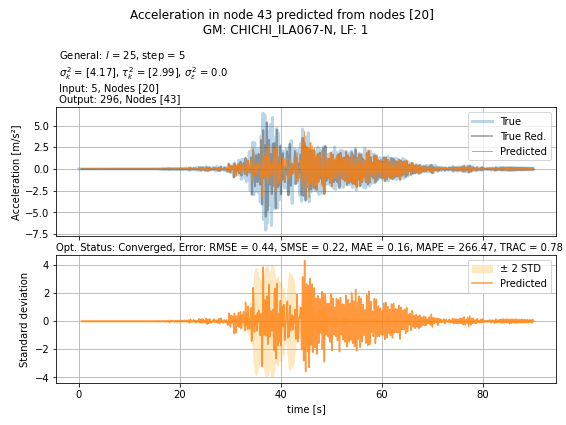 Acceleration in node 43 predicted from nodes [20]
GM: CHICHI_ILA067-N, LF: 1
General: l = 25, step = 5
σ²ₖ = [4.17], τ²ₖ = [2.99], σ²ε = 0.0
Input: 5, Nodes [20]
Output: 296, Nodes [43]
Acceleration [m/s²]
5.0
2.5
0.0
−2.5
−5.0
−7.5
True
True Red.
Predicted
Opt. Status: Converged, Error: RMSE = 0.44, SMSE = 0.22, MAE = 0.16, MAPE = 266.47, TRAC = 0.78
Standard deviation
4
2
0
−2
−4
± 2 STD
Predicted
0
20
40
60
80
time [s]